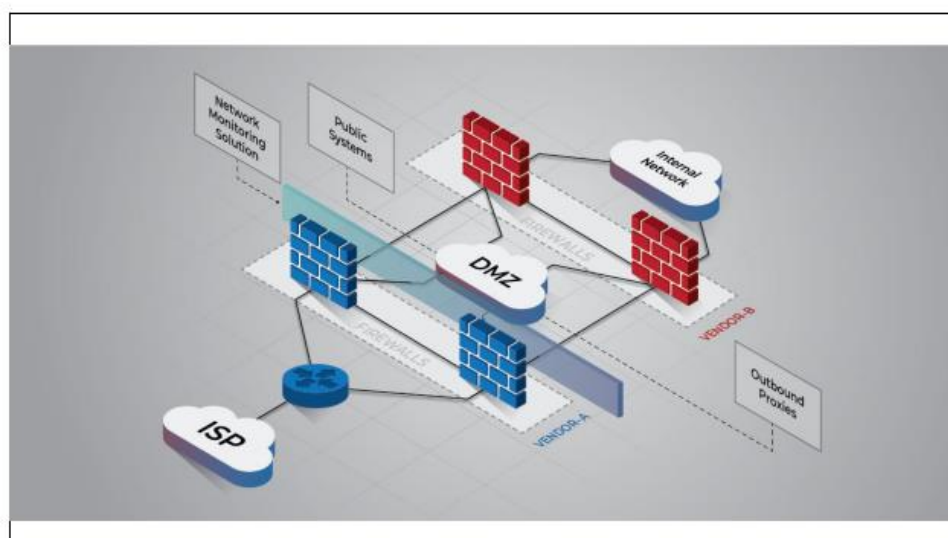 Network
Monitoring
Solution
Public
Systems
Internal
Network
FIREWALLS
DMZ
VENDOR-B
FIREWALLS
Outbound
Proxies
VENDOR-A
ISP